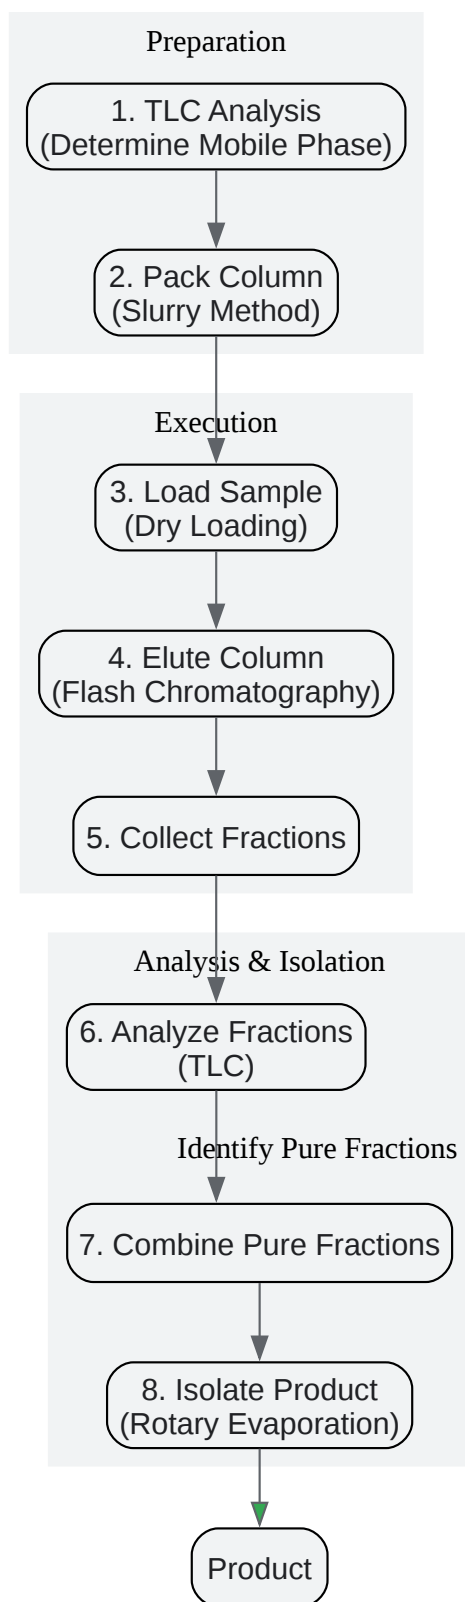 Preparation
1. TLC Analysis
(Determine Mobile Phase)
2. Pack Column
(Slurry Method)
Execution
3. Load Sample
(Dry Loading)
4. Elute Column
(Flash Chromatography)
5. Collect Fractions
Analysis & Isolation
6. Analyze Fractions
(TLC)
Identify Pure Fractions
7. Combine Pure Fractions
8. Isolate Product
(Rotary Evaporation)
Product